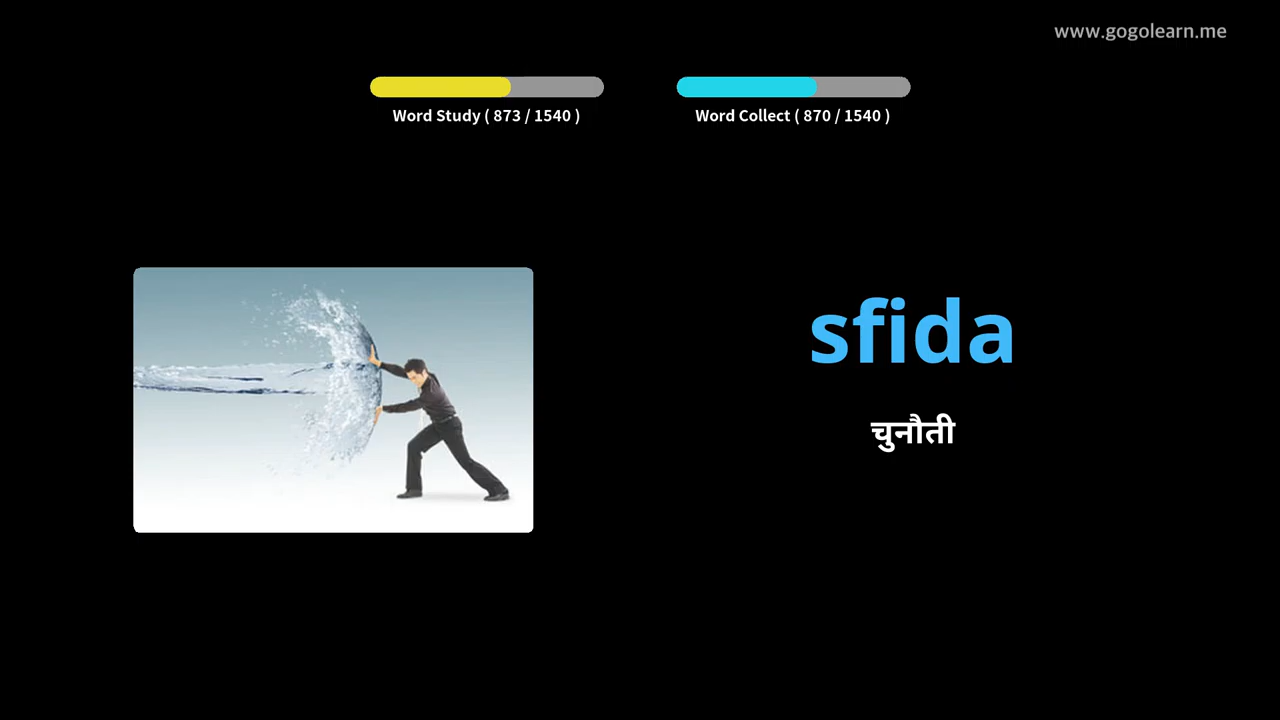 www.gogolearn.me
Word Study ( 873 / 1540 )
Word Collect ( 870 / 1540 )
sfida
चुनौती